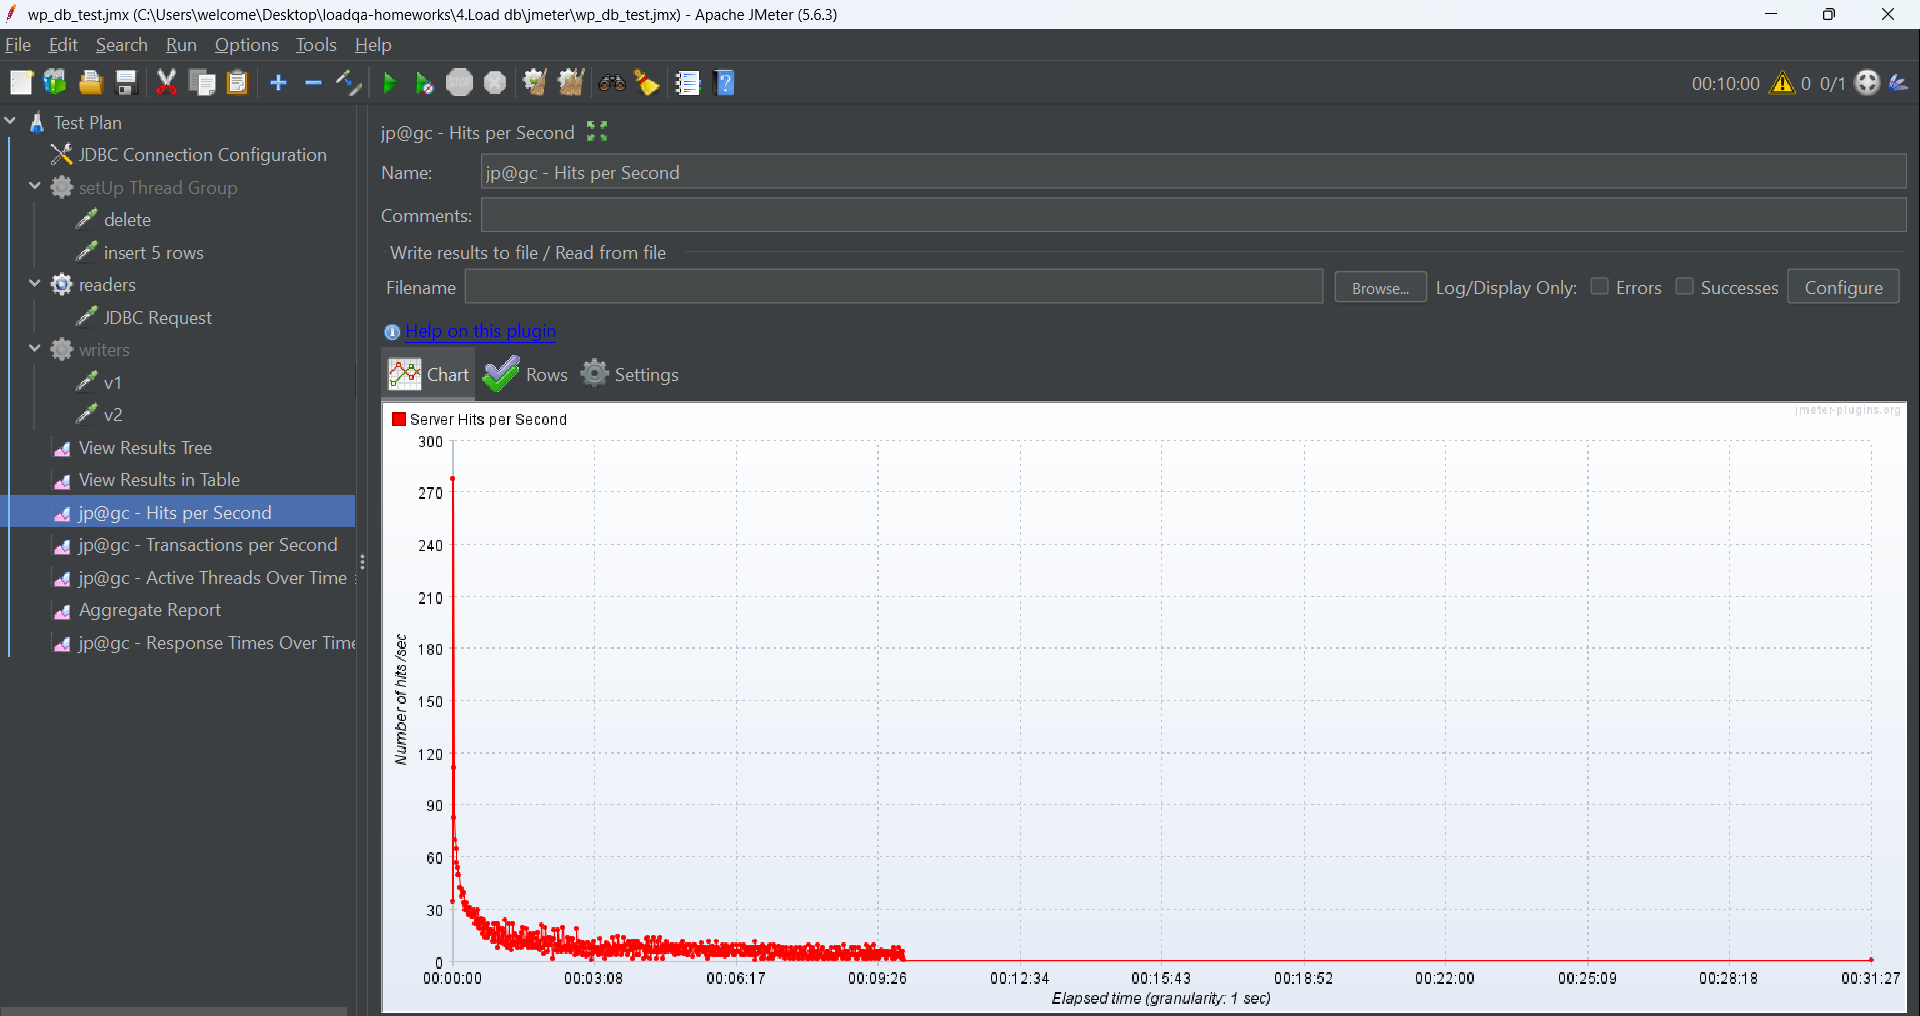 wp_db_test.jmx (C:\Users\welcome\Desktop\loadqa-homeworks\4.Load db\jmeter\wp_db_test.jmx) - Apache JMeter (5.6.3)
File Edit Search Run Options Tools Help
STOP
00:10:00 0 0/1
Test Plan
JDBC Connection Configuration
setUp Thread Group
delete
insert 5 rows
readers
JDBC Request
writers
v1
v2
View Results Tree
View Results in Table
jp@gc - Hits per Second
jp@gc - Transactions per Second
jp@gc - Active Threads Over Time
Aggregate Report
jp@gc - Response Times Over Time
jp@gc - Hits per Second
Name: jp@gc - Hits per Second
Comments:
Write results to file / Read from file
Filename Browse... Log/Display Only: Errors Successes Configure
Help on this plugin
Chart Rows Settings
Server Hits per Second
jmeter-plugins.org
300
270
240
210
180
150
120
90
60
30
0
Number of hits /sec
00:00:00 00:03:08 00:06:17 00:09:26 00:12:34 00:15:43 00:18:52 00:22:00 00:25:09 00:28:18 00:31:27
Elapsed time (granularity: 1 sec)